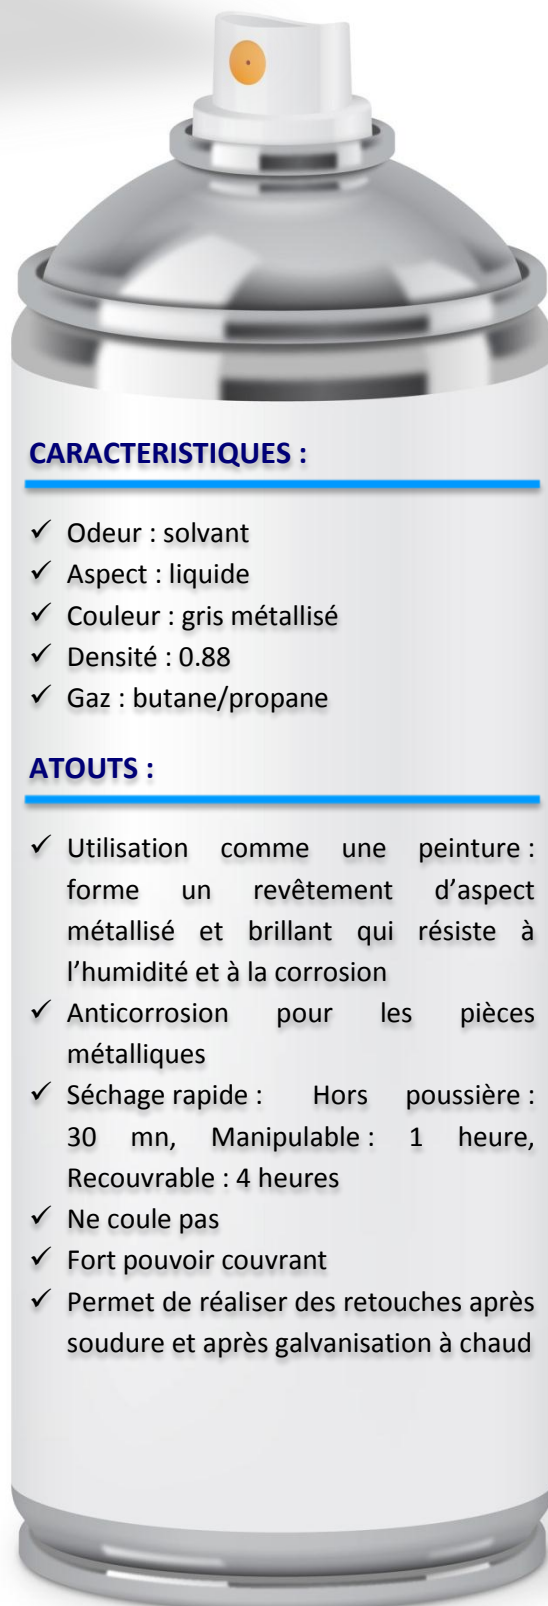 CARACTERISTIQUES :
✓ Odeur : solvant
✓ Aspect : liquide
✓ Couleur : gris métallisé
✓ Densité : 0.88
✓ Gaz : butane/propane
ATOUTS :
✓ Utilisation comme une peinture :
forme un revêtement d’aspect
métallisé et brillant qui résiste à
l’humidité et à la corrosion
✓ Anticorrosion pour les pièces
métalliques
✓ Séchage rapide : Hors poussière :
30 mn, Manipulable : 1 heure,
Recouvrable : 4 heures
✓ Ne coule pas
✓ Fort pouvoir couvrant
✓ Permet de réaliser des retouches après
soudure et après galvanisation à chaud